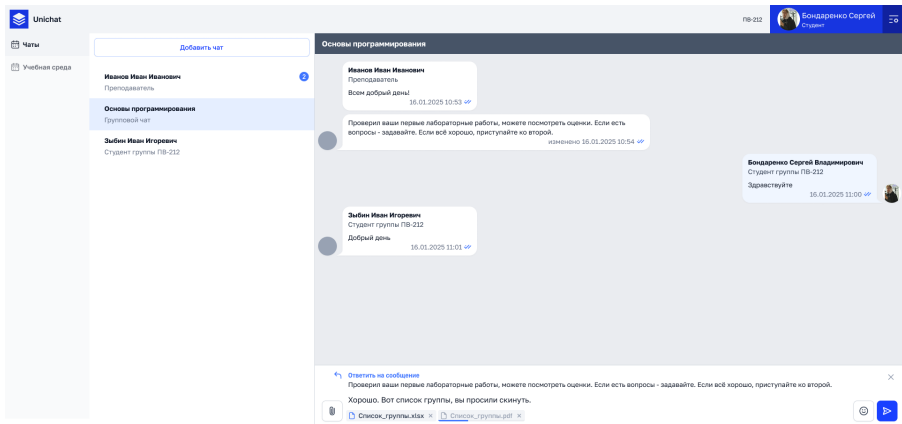 Unichat
ПВ-212
Бондаренко Сергей
Студент
Чаты
Учебная среда
Добавить чат
Иванов Иван Иванович
2
Преподаватель
Основы программирования
Групповой чат
Зыбин Иван Игоревич
Студент группы ПВ-212
Основы программирования
Иванов Иван Иванович
Преподаватель
Всем добрый день!
16.01.2025 10:53
Проверил ваши первые лабораторные работы, можете посмотреть оценки. Если есть
вопросы - задавайте. Если всё хорошо, приступайте ко второй.
изменено 16.01.2025 10:54
Бондаренко Сергей Владимирович
Студент группы ПВ-212
Здравствуйте
16.01.2025 11:00
Зыбин Иван Игоревич
Студент группы ПВ-212
Добрый день
16.01.2025 11:01
Ответить на сообщение
Проверил ваши первые лабораторные работы, можете посмотреть оценки. Если есть вопросы - задавайте. Если всё хорошо, приступайте ко второй.
Хорошо. Вот список группы, вы просили скинуть.
Список_группы.xlsx × Список_группы.pdf ×